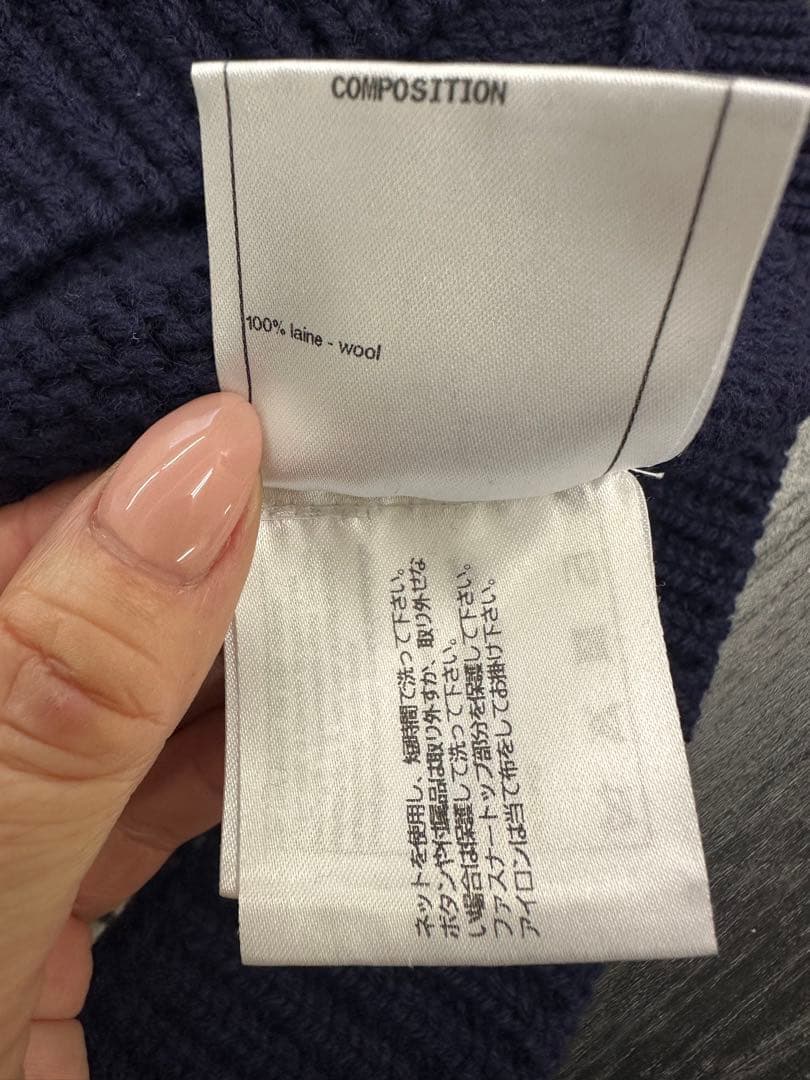 COMPOSITION
100% laine - wool
ネットを使用し、短時間で洗って下さい。
ボタンや付属品は取り外すか、取り外せな
い場合は保護して洗って下さい。
ファスナートップ部分を保護して下さい。
アイロンは当て布をしてお掛け下さい。